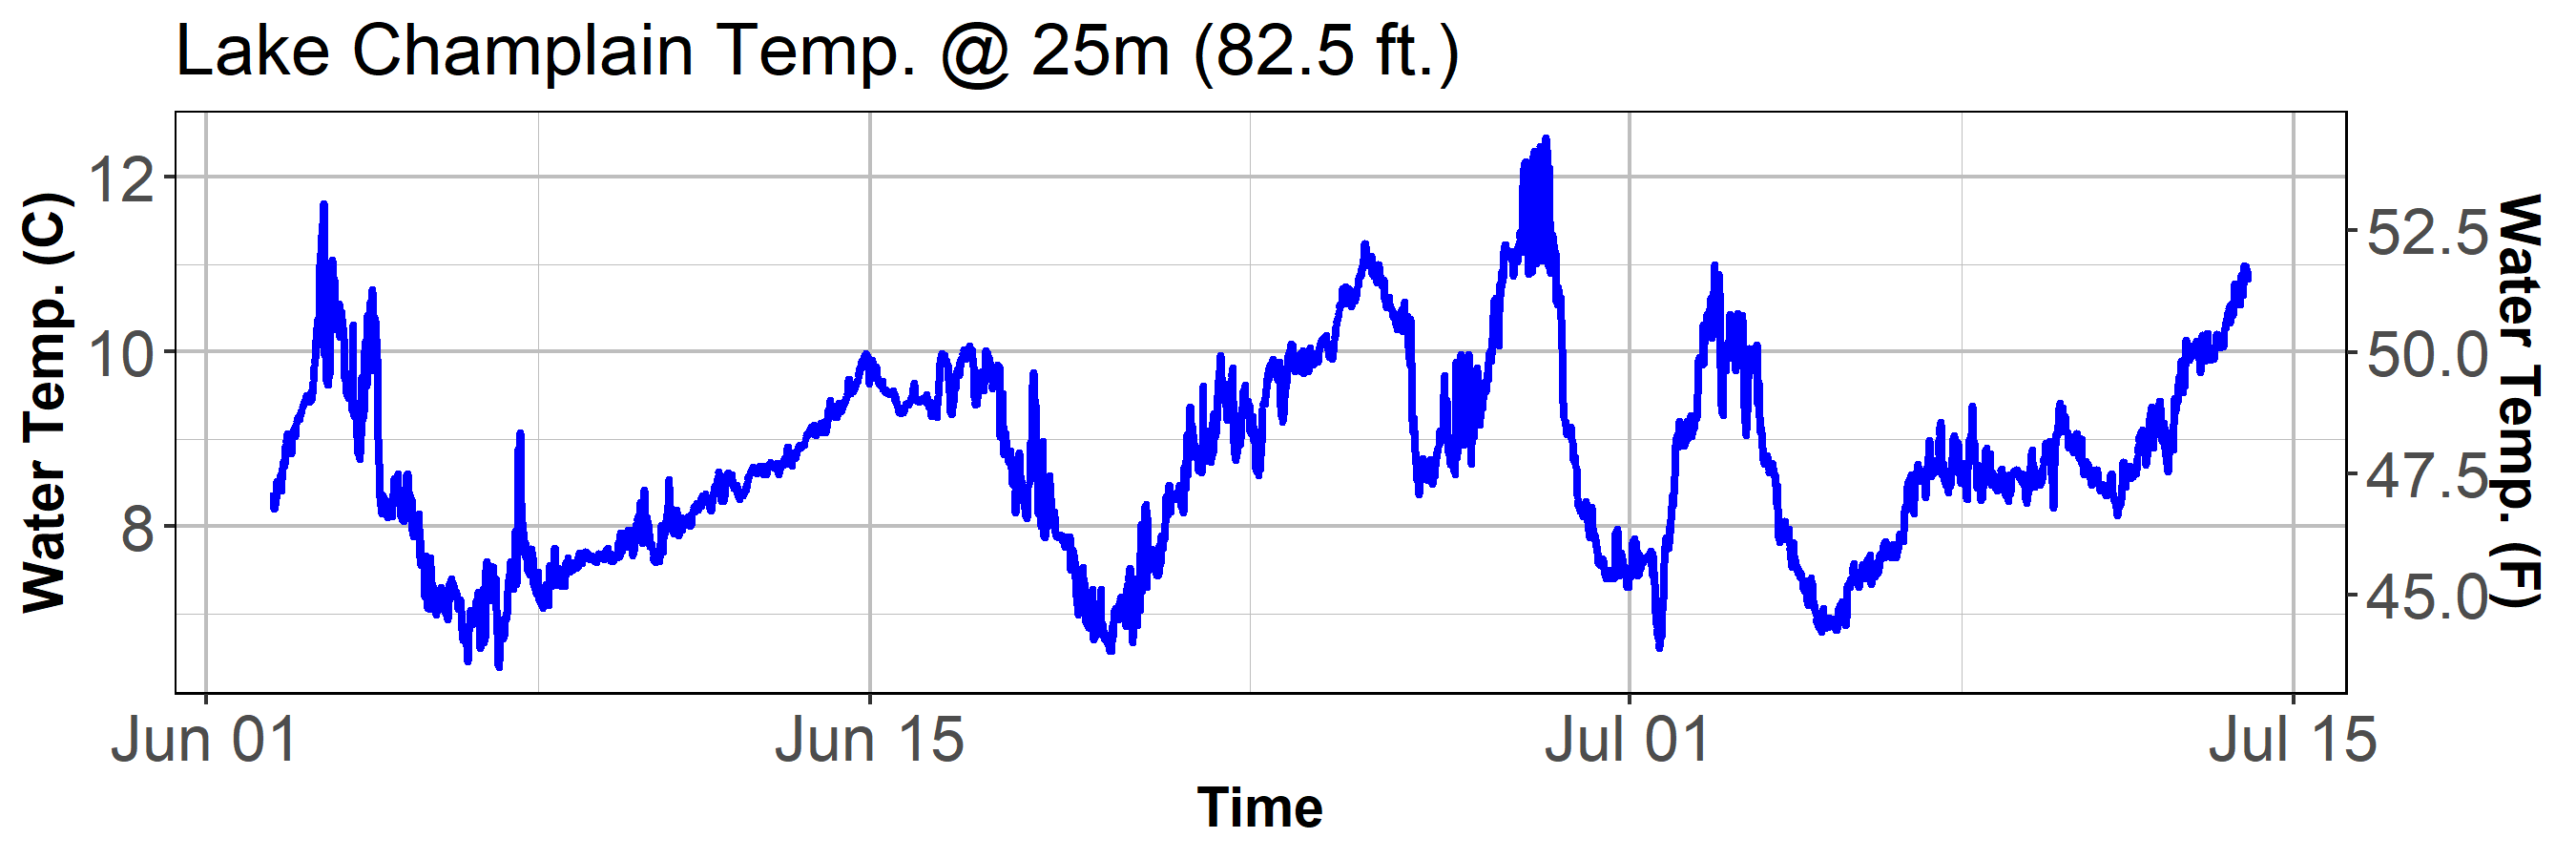 Lake Champlain Temp. @ 25m (82.5 ft.)
Water Temp. (C)
12
10
8
52.5
50.0
47.5
45.0
Water Temp. (F)
Jun 01 Jun 15 Jul 01 Jul 15
Time